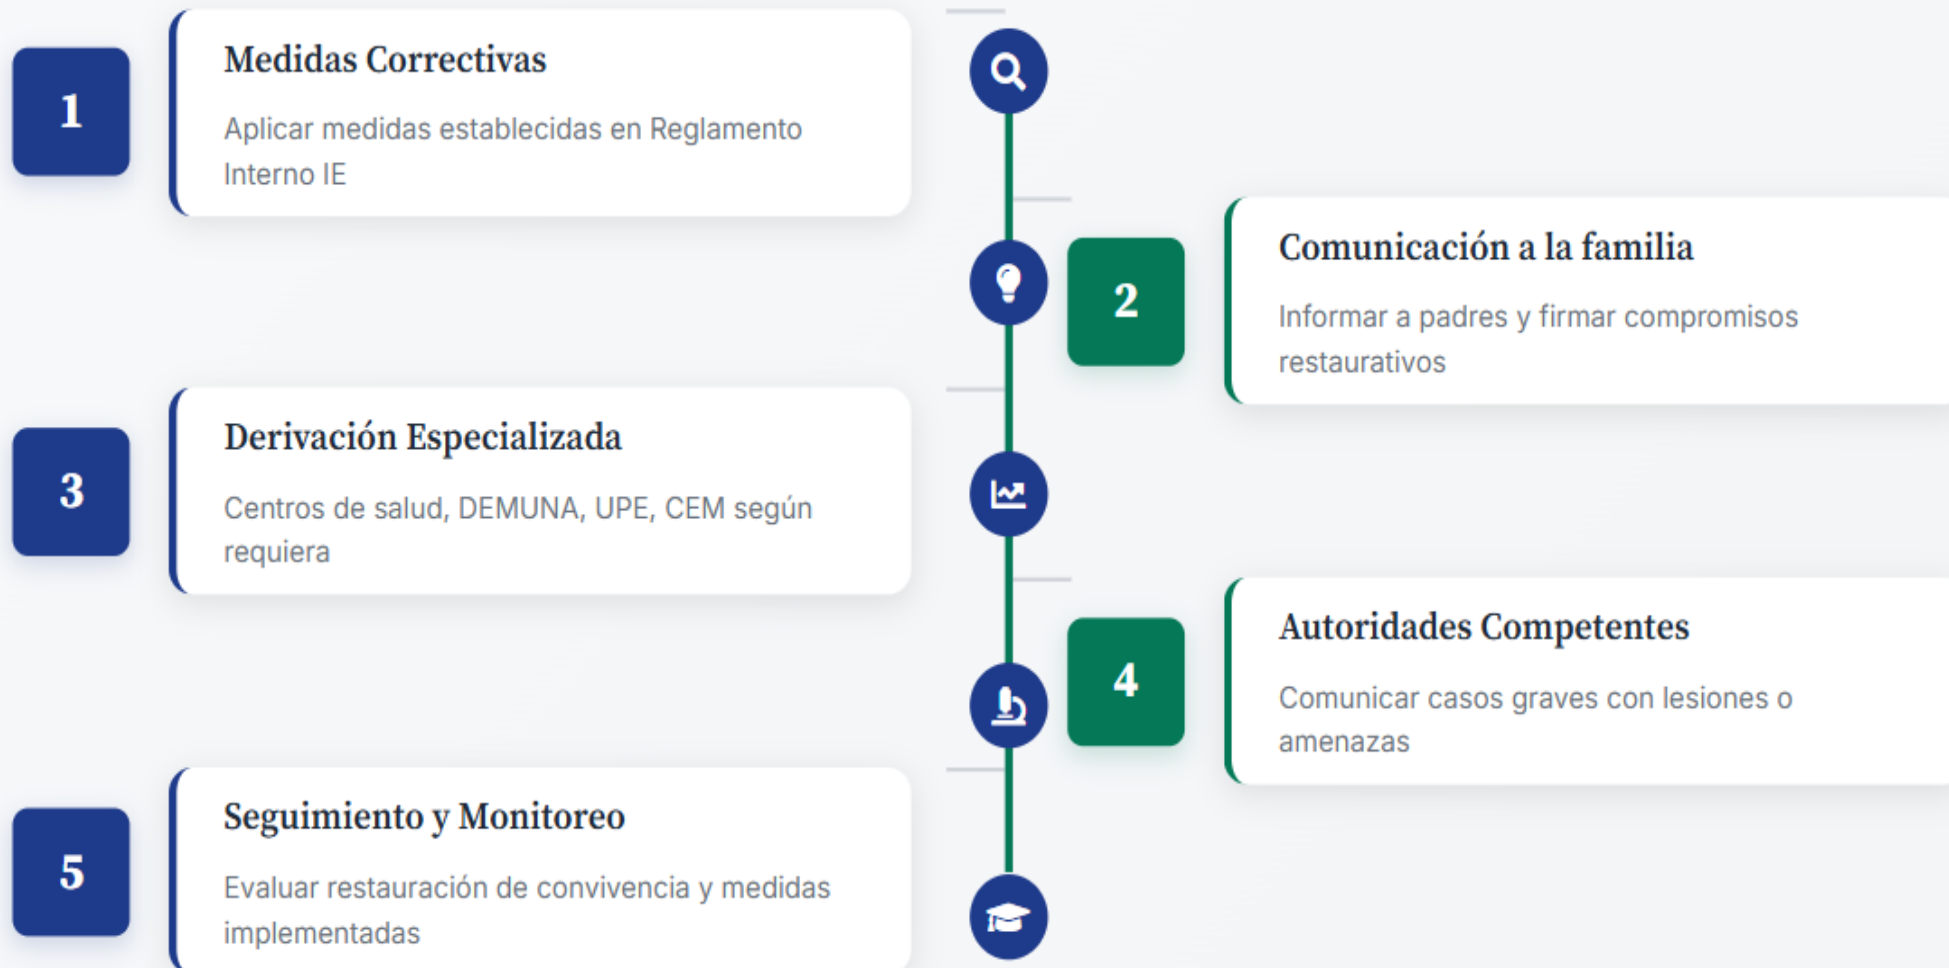 1
Medidas Correctivas
Aplicar medidas establecidas en Reglamento
Interno IE
2
Comunicación a la familia
Informar a padres y firmar compromisos
restaurativos
3
Derivación Especializada
Centros de salud, DEMUNA, UPE, CEM según
requiera
4
Autoridades Competentes
Comunicar casos graves con lesiones o
amenazas
5
Seguimiento y Monitoreo
Evaluar restauración de convivencia y medidas
implementadas